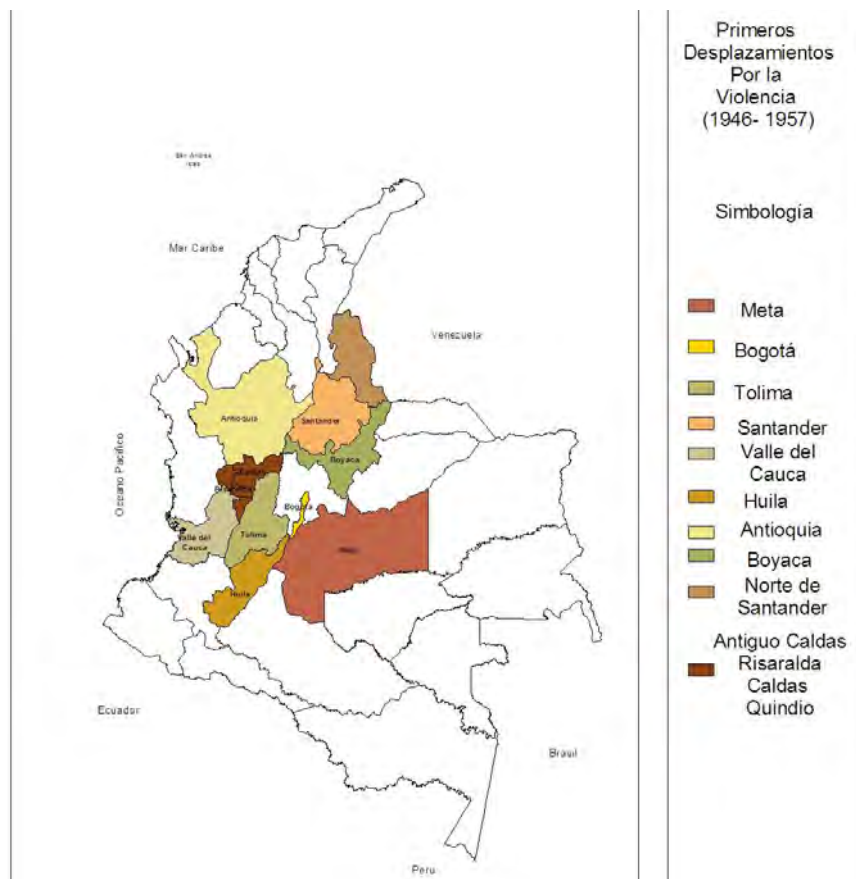 Primeros
Desplazamientos
Por la
Violencia
(1946- 1957)
Simbología
Meta
Bogotá
Tolima
Santander
Valle del
Cauca
Huila
Antioquia
Boyaca
Norte de
Santander
Antiguo Caldas
Risaralda
Caldas
Quindio
Mar Caribe
Venezuela
Antioquia
Santander
Boyaca
Oceano Pacifico
Bogota
Valle del
Cauca
Tolima
Meta
Huila
Ecuador
Brasil
Peru